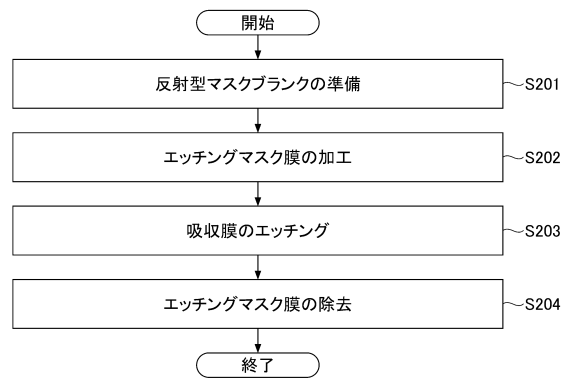 開始
反射型マスクブランクの準備
S201
エッチングマスク膜の加工
S202
吸収膜のエッチング
S203
エッチングマスク膜の除去
S204
終了